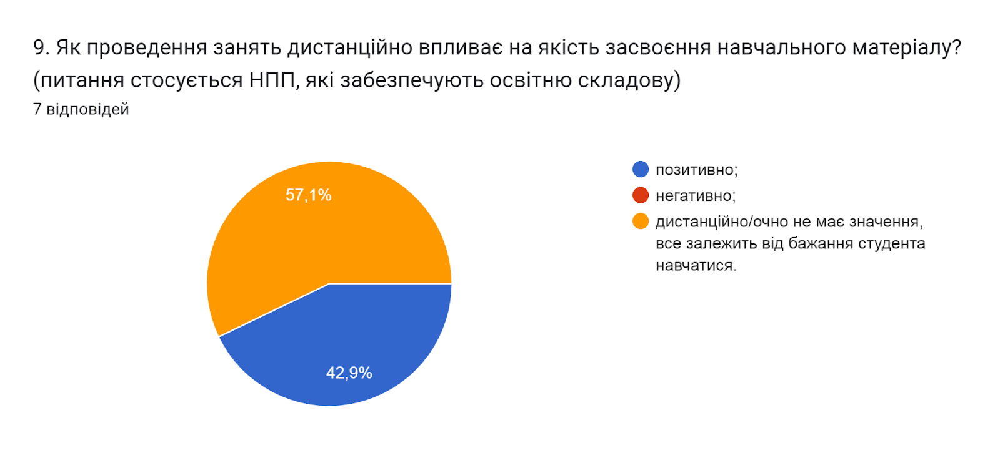 9. Як проведення занять дистанційно впливає на якість засвоєння навчального матеріалу?
(питання стосується НПП, які забезпечують освітню складову)
7 відповідей
57,1%
42,9%
позитивно;
негативно;
дистанційно/очно не має значення,
все залежить від бажання студента
навчатися.